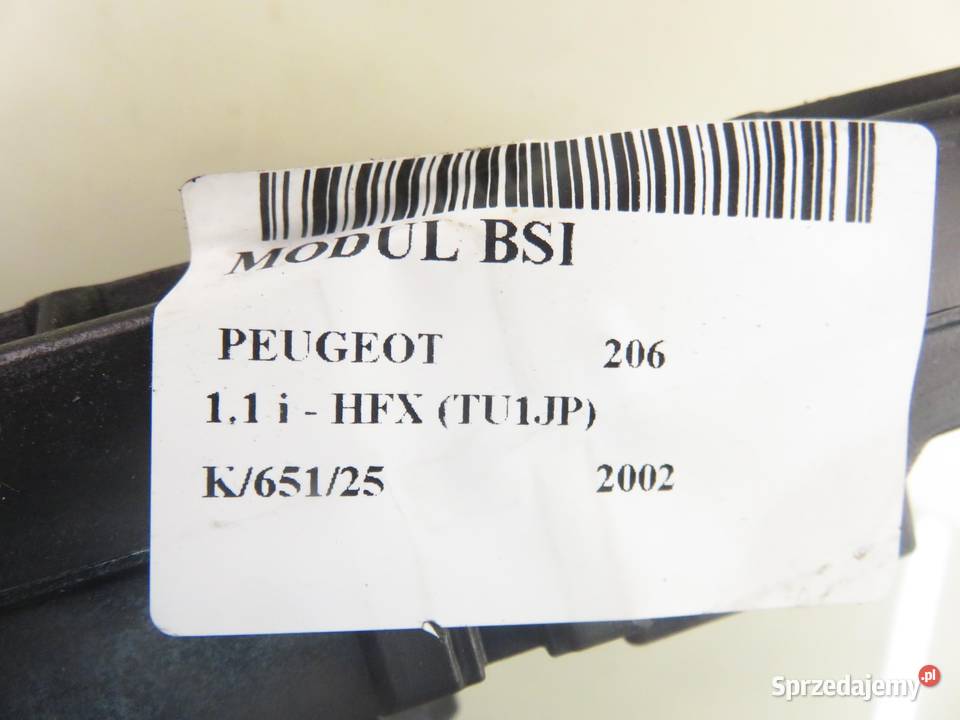 MODUL BSI
PEUGEOT 206
1.1 i - HFX (TU1JP)
K/651/25 2002
Sprzedajemy.pl